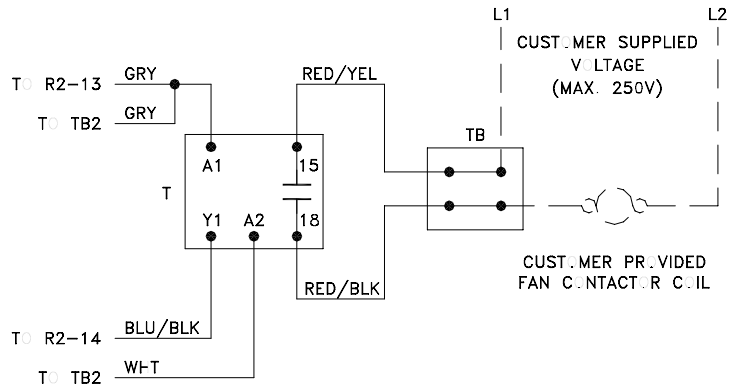 L1
L2
CUSTOMER SUPPLIED
VOLTAGE
(MAX. 250V)
TO R2-13
GRY
RED/YEL
TO TB2
GRY
TB
A1
15
T
Y1
A2
18
RED/BLK
CUSTOMER PROVIDED
FAN CONTACTOR COIL
TO R2-14
BLU/BLK
TO TB2
WHT